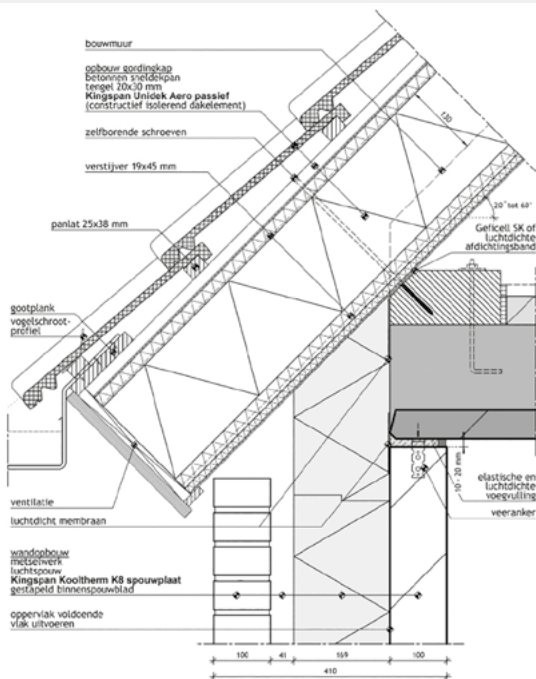 bouwmuur
opbouw gordingkap
betonnen sneldekpan
tengel 20x30 mm
Kingspan Unidek Aero passief
(constructief isolerend dakelement)
zelfborende schroeven
verstijver 19x45 mm
130
20° tot 60°
Geficell SK of
luchtdichte
afdichtingsband
panlat 25x38 mm
gootplank
vogelschroot-
profiel
10 - 20 mm
elastische en
luchtdichte
voegvulling
veeranker
ventilatie
luchtdicht membraan
wandopbouw
metselwerk
luchtspouw
Kingspan Kooltherm K8 spouwplaat
gestapeld binnenspouwblad
oppervlak voldoende
vlak uitvoeren
100 41 169 100
410